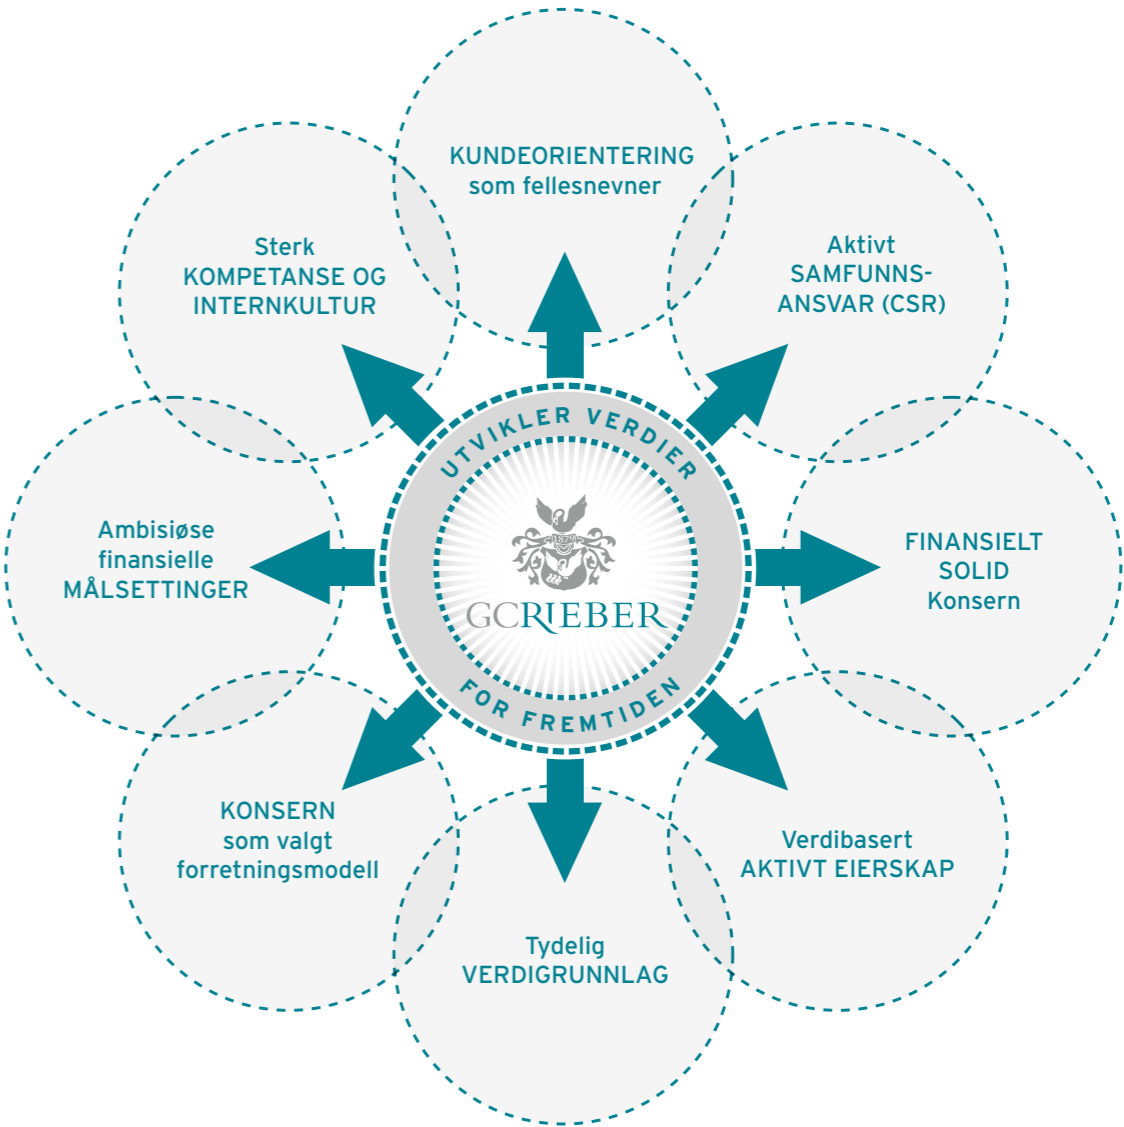 KUNDEORIENTERING
som fellesnevner
Aktivt
SAMFUNNS-
ANSVAR (CSR)
FINANSIELT
SOLID
Konsern
Verdibasert
AKTIVT EIERSKAP
Tydelig
VERDIGRUNNLAG
KONSERN
som valgt
forretningsmodell
Ambisiøse
finansielle
MÅLSETTINGER
Sterk
KOMPETANSE OG
INTERNKULTUR
UTVIKLER VERDIER
1879
GCRIEBER
FOR FREMTIDEN